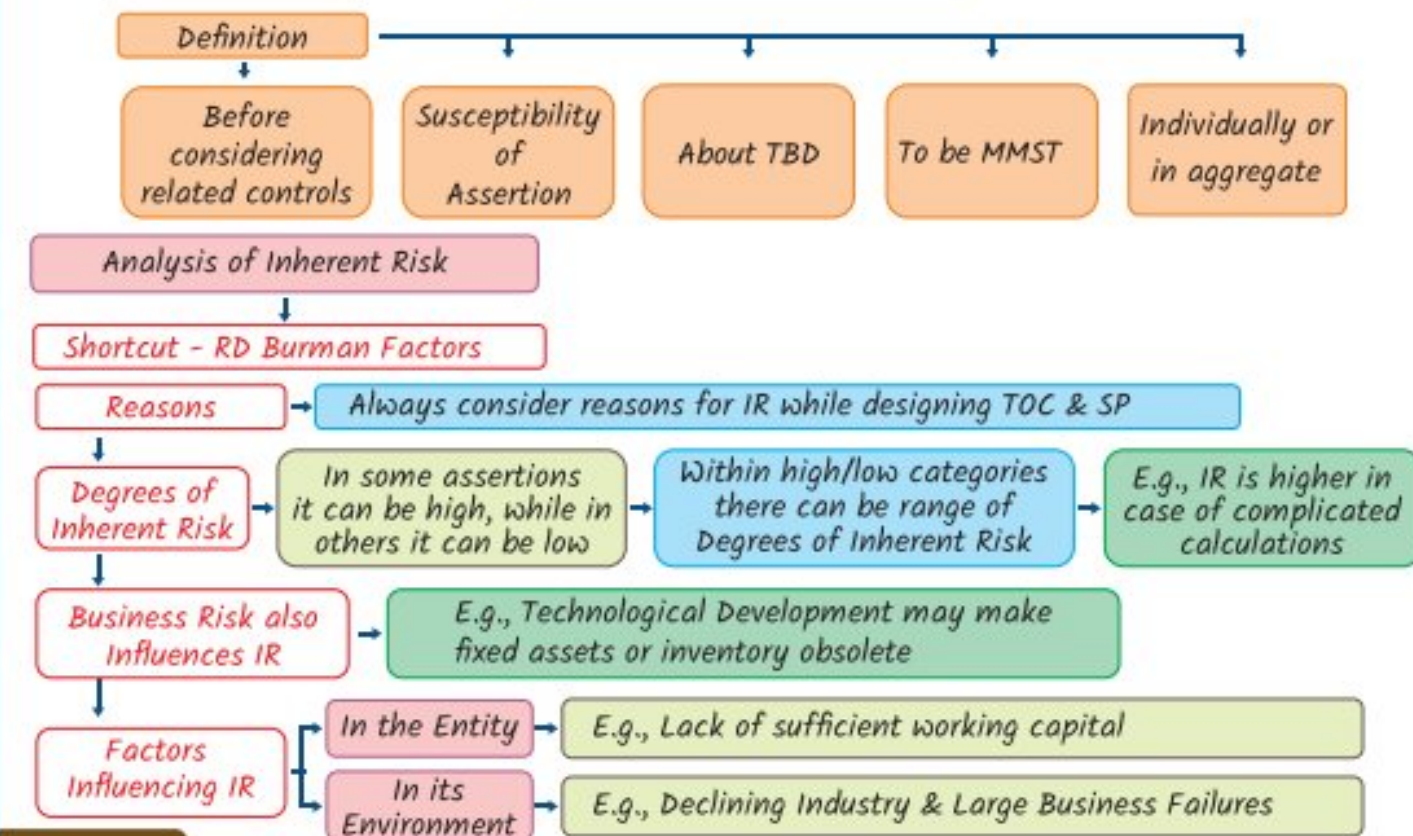 Definition
Before
considering
related controls
Susceptibility
of
Assertion
About TBD
To be MMST
Individually or
in aggregate
Analysis of Inherent Risk
Shortcut - RD Burman Factors
Reasons
Always consider reasons for IR while designing TOC & SP
Degrees of
Inherent Risk
In some assertions
it can be high, while in
others it can be low
Within high/low categories
there can be range of
Degrees of Inherent Risk
E.g., IR is higher in
case of complicated
calculations
Business Risk also
Influences IR
E.g., Technological Development may make
fixed assets or inventory obsolete
Factors
Influencing IR
In the Entity
E.g., Lack of sufficient working capital
In its
Environment
E.g., Declining Industry & Large Business Failures